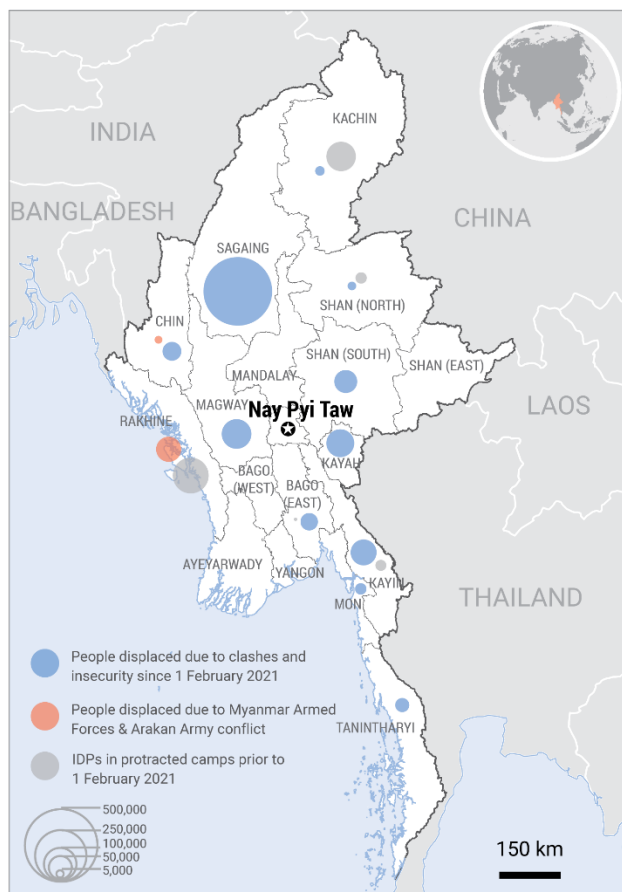 INDIA
KACHIN
BANGLADESH
CHINA
SAGAING
SHAN (NORTH)
CHIN
SHAN (SOUTH)
SHAN (EAST)
MANDALAY
LAOS
MAGWAY
Nay Pyi Taw
RAKHINE
KAYAH
BAGO
(WEST)
BAGO
(EAST)
AYEYARWADY
YANGON
KAYIN
MON
THAILAND
TANINTHARYI
People displaced due to clashes and
insecurity since 1 February 2021
People displaced due to Myanmar Armed
Forces & Arakan Army conflict
IDPs in protracted camps prior to
1 February 2021
500,000
250,000
100,000
50,000
5,000
150 km